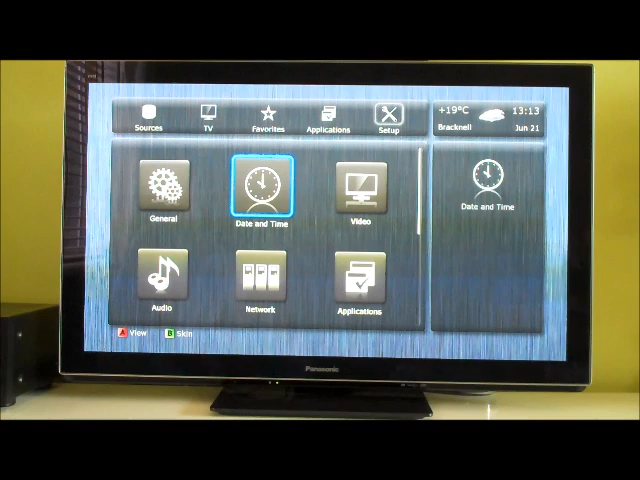 Sources TV Favorites Applications Setup
+19°C 13:13
Bracknell Jun 21
General Date and Time Video
Date and Time
Audio Network Applications
A View B Skin
Panasonic